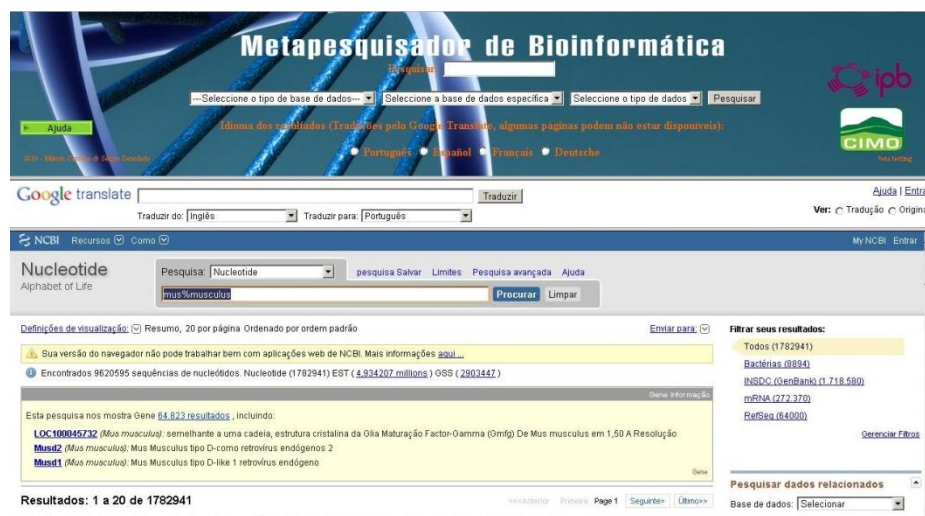 Metapesquisador de Bioinformática
Pesquisar:
---Seleccione o tipo de base de dados--- Seleccione a base de dados específica Seleccione o tipo de dados Pesquisar
ipb
Ajuda
Idioma dos resultados (Traduções pelo Google Translate, algumas páginas podem não estar disponíveis):
Português Español Français Deutsche
CIMO
beta testing
Google translate Traduzir
Ajuda | Entra
Traduzir do: Inglês Traduzir para: Português
Ver: Tradução Origina
NCBI Recursos Como My NCBI Entrar
Nucleotide
Alphabet of Life
Pesquisa: Nucleotide pesquisa Salvar Limites Pesquisa avançada Ajuda
mus%musculus Procurar Limpar
Definições de visualização: Resumo, 20 por página Ordenado por ordem padrão Enviar para:
Sua versão do navegador não pode trabalhar bem com aplicações web de NCBI. Mais informações aqui ...
Encontrados 9620595 sequências de nucleótidos. Nucleotide (1782941) EST ( 4,934207 millions ) GSS ( 2903447 )
Gene Informação
Esta pesquisa nos mostra Gene 64.823 resultados , incluindo:
LOC100045732 (Mus musculus): semelhante a uma cadeia, estrutura cristalina da Glia Maturação Factor-Gamma (Gmfg) De Mus musculus em 1,50 A Resolução
Musd2 (Mus musculus): Mus Musculus tipo D-como retrovírus endógenos 2
Musd1 (Mus musculus): Mus Musculus tipo D-like 1 retrovírus endógeno
Gene
Resultados: 1 a 20 de 1782941
<<<Anterior Primeira Page 1 Seguinte> Último>>
Filtrar seus resultados:
Todos (1782941)
Bactérias (8894)
INSDC (GenBank) (1.718.580)
mRNA (272.370)
RefSeq (64000)
Gerenciar Filtros
Pesquisar dados relacionados
Base de dados: Selecionar